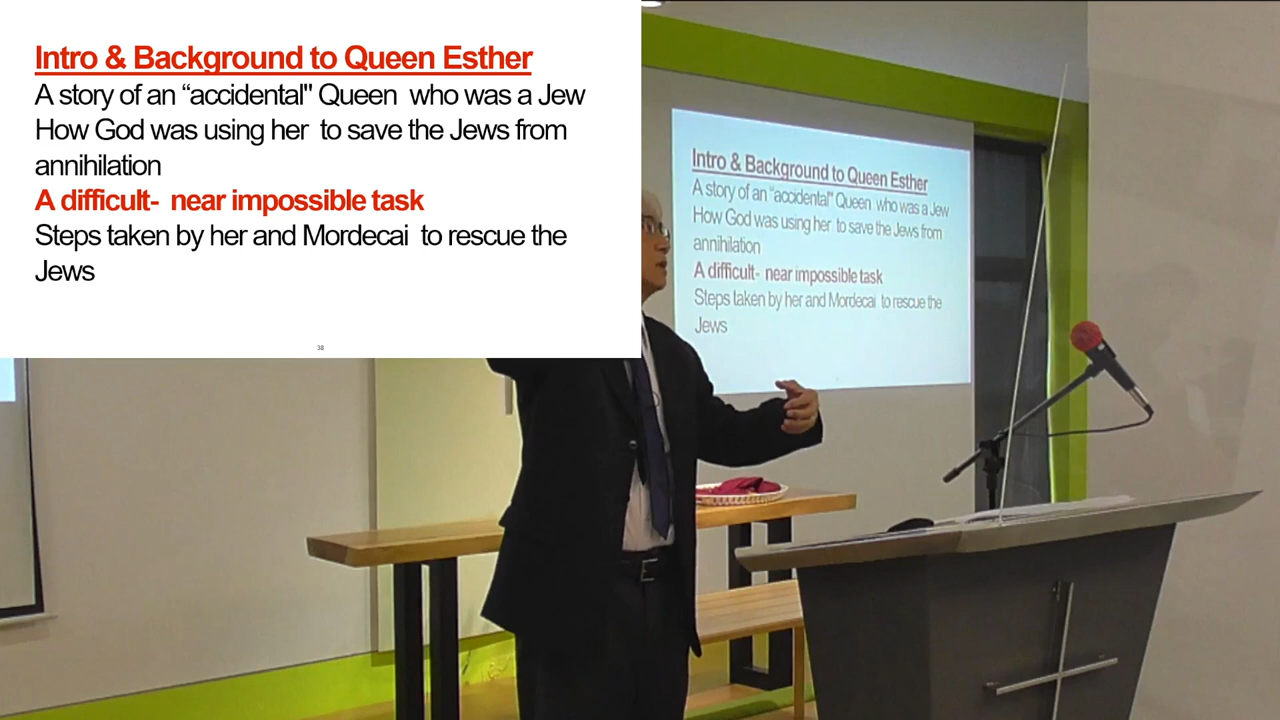 Intro & Background to Queen Esther
A story of an “accidental" Queen  who was a Jew
How God was using her  to save the Jews from
annihilation
A difficult-  near impossible task
Steps taken by her and Mordecai  to rescue the
Jews
38
Intro & Background to Queen Esther
A story of an “accidental" Queen  who was a Jew
How God was using her  to save the Jews from
annihilation
A difficult-  near impossible task
Steps taken by her and Mordecai  to rescue the
Jews